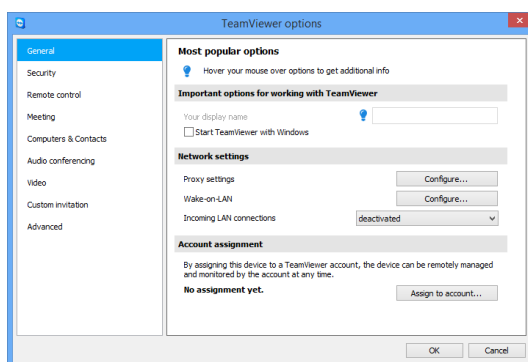 TeamViewer options
General
Security
Remote control
Meeting
Computers & Contacts
Audio conferencing
Video
Custom invitation
Advanced
Most popular options
Hover your mouse over options to get additional info
Important options for working with TeamViewer
Your display name
Start TeamViewer with Windows
Network settings
Proxy settings
Configure...
Wake-on-LAN
Configure...
Incoming LAN connections
deactivated
Account assignment
By assigning this device to a TeamViewer account, the device can be remotely managed
and monitored by the account at any time.
No assignment yet.
Assign to account...
OK
Cancel